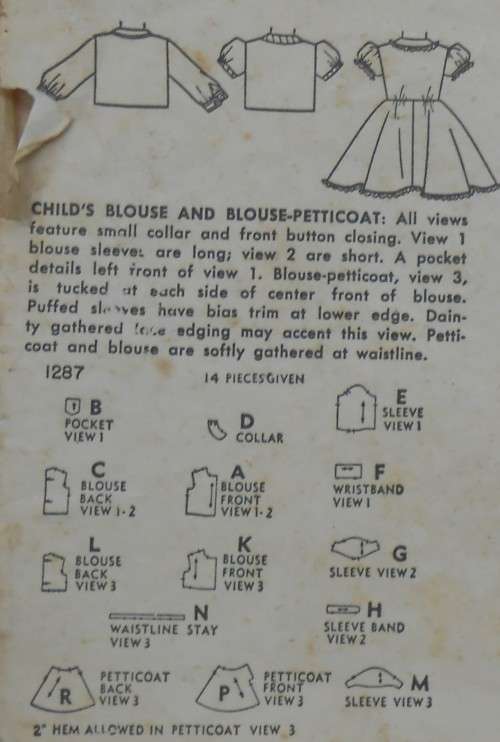 CHILD'S BLOUSE AND BLOUSE-PETTICOAT: All views
feature small collar and front button closing. View 1
blouse sleeves are long; view 2 are short. A pocket
details left front of view 1. Blouse-petticoat, view 3,
is tucked at each side of center front of blouse.
Puffed sleeves have bias trim at lower edge. Dain-
ty gathered lace edging may accent this view. Petti-
coat and blouse are softly gathered at waistline.
1287 14 PIECES GIVEN
B
POCKET
VIEW 1
D
COLLAR
E
SLEEVE
VIEW 1
C
BLOUSE
BACK
VIEW 1-2
A
BLOUSE
FRONT
VIEW 1-2
F
WRISTBAND
VIEW 1
L
BLOUSE
BACK
VIEW 3
K
BLOUSE
FRONT
VIEW 3
G
SLEEVE VIEW 2
N
WAISTLINE STAY
VIEW 3
H
SLEEVE BAND
VIEW 2
R
PETTICOAT
BACK
VIEW 3
P
PETTICOAT
FRONT
VIEW 3
M
SLEEVE VIEW 3
2" HEM ALLOWED IN PETTICOAT VIEW 3